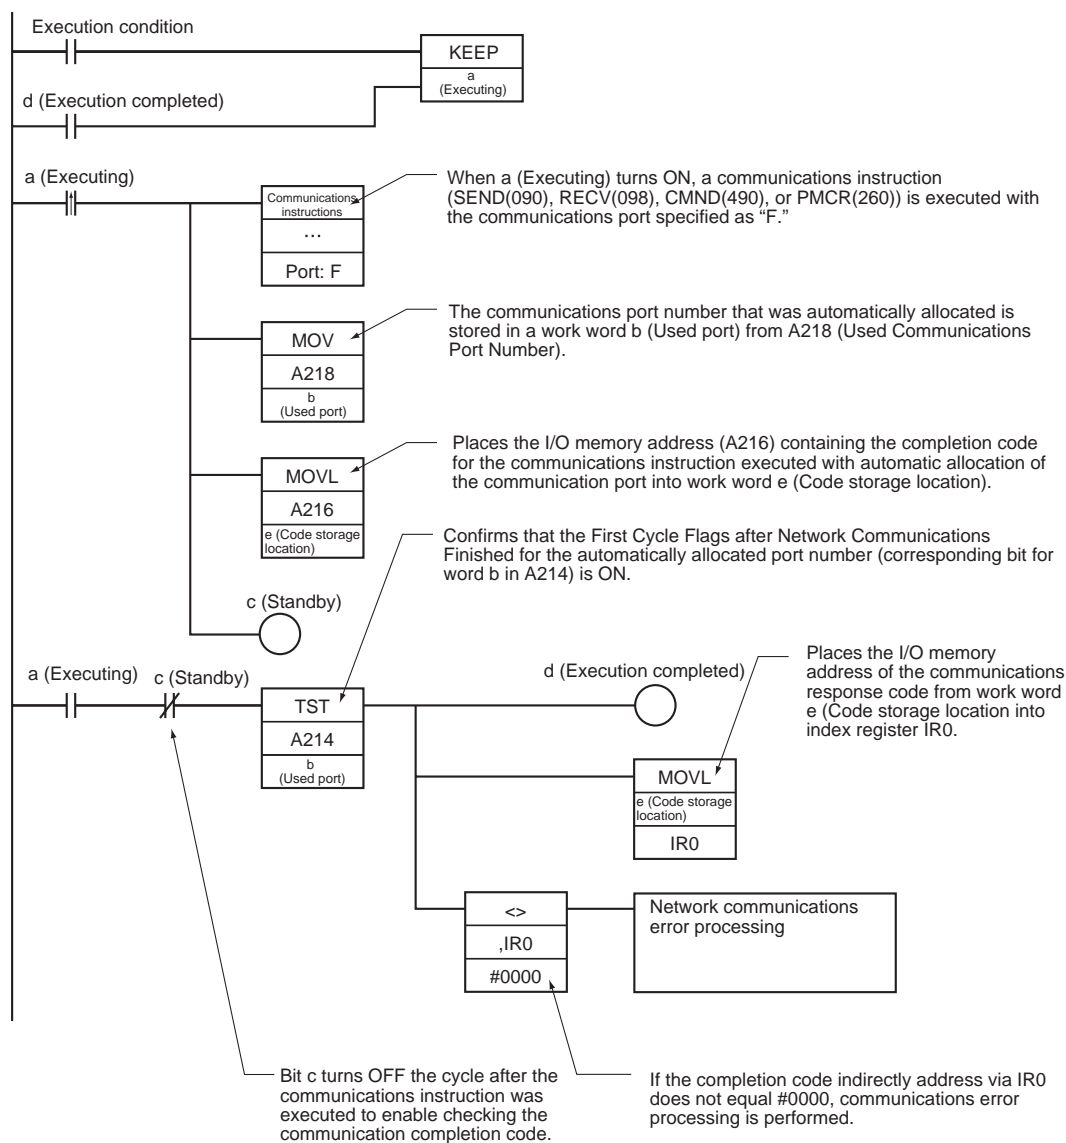 Execution condition
KEEP
a
(Executing)
d (Execution completed)
a (Executing)
Communications
instructions
...
Port: F
When a (Executing) turns ON, a communications instruction
(SEND(090), RECV(098), CMND(490), or PMCR(260)) is executed with
the communications port specified as “F.”
MOV
A218
b
(Used port)
The communications port number that was automatically allocated is
stored in a work word b (Used port) from A218 (Used Communications
Port Number).
MOVL
A216
e (Code storage
location)
Places the I/O memory address (A216) containing the completion code
for the communications instruction executed with automatic allocation of
the communication port into work word e (Code storage location).
Confirms that the First Cycle Flags after Network Communications
Finished for the automatically allocated port number (corresponding bit for
word b in A214) is ON.
c (Standby)
a (Executing)
c (Standby)
TST
A214
b
(Used port)
d (Execution completed)
Places the I/O memory
address of the communications
response code from work word
e (Code storage location into
index register IR0.
MOVL
e (Code storage
location)
IR0
<>
,IR0
#0000
Network communications
error processing
Bit c turns OFF the cycle after the
communications instruction was
executed to enable checking the
communication completion code.
If the completion code indirectly address via IR0
does not equal #0000, communications error
processing is performed.